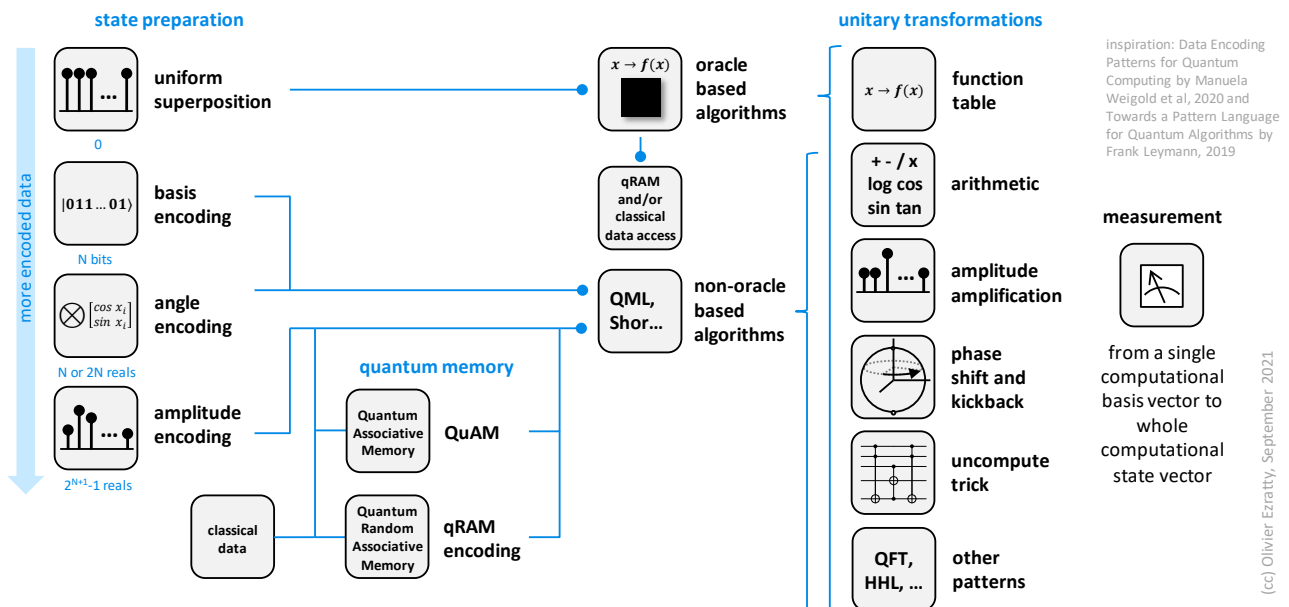 state preparation
more encoded data
uniform
superposition
0
|011 … 01⟩
basis
encoding
N bits
⊗ [cos xᵢ
sin xᵢ]
angle
encoding
N or 2N reals
amplitude
encoding
2ᴺ⁺¹-1 reals
classical
data
quantum memory
Quantum
Associative
Memory
QuAM
Quantum
Random
Associative
Memory
qRAM
encoding
x → f(x)
oracle
based
algorithms
qRAM
and/or
classical
data access
QML,
Shor…
non-oracle
based
algorithms
unitary transformations
x → f(x)
function
table
+ - / x
log cos
sin tan
arithmetic
amplitude
amplification
phase
shift and
kickback
uncompute
trick
QFT,
HHL, …
other
patterns
inspiration: Data Encoding
Patterns for Quantum
Computing by Manuela
Weigold et al, 2020 and
Towards a Pattern Language
for Quantum Algorithms by
Frank Leymann, 2019
measurement
from a single
computational
basis vector to
whole
computational
state vector
(cc) Olivier Ezratty, September 2021